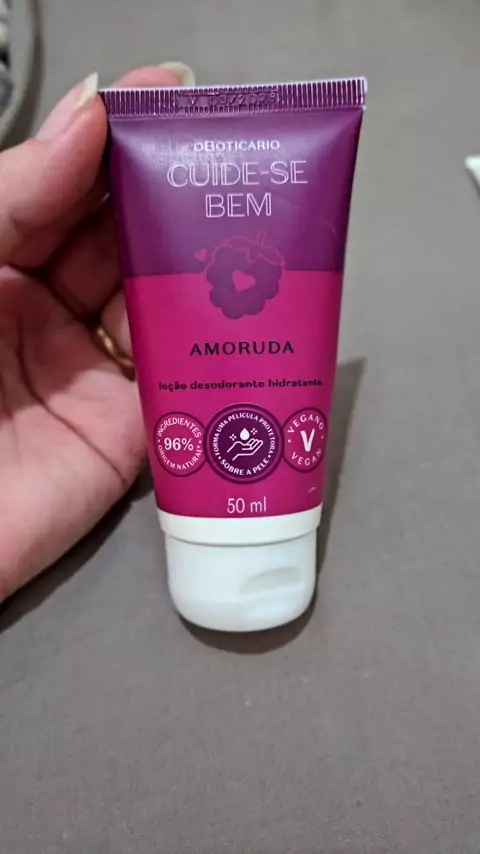 oBOTICÁRIO
CUIDE-SE
BEM
AMORUDA
loção desodorante hidratante
INGREDIENTES
96%
ORIGEM NATURAL
FORMA UMA PELÍCULA PROTETORA
SOBRE A PELE
VEGANO
V
VEGAN
50 ml